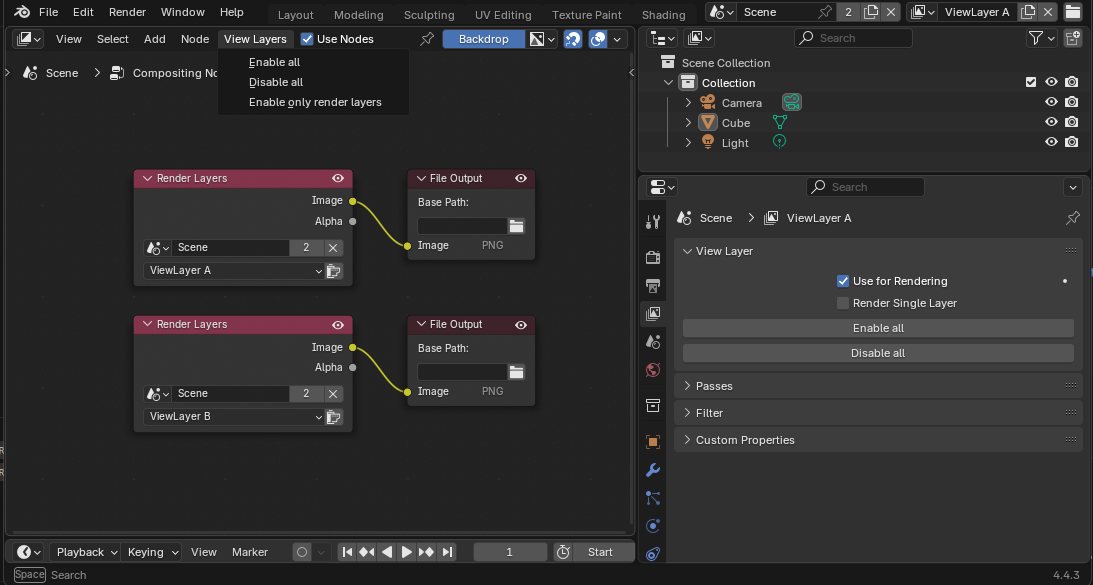 File Edit Render Window Help Layout Modeling Sculpting UV Editing Texture Paint Shading Scene 2 ViewLayer A
View Select Add Node View Layers Use Nodes Backdrop
Enable all
Disable all
Enable only render layers
Scene Compositing No
Render Layers
Image
Alpha
Scene 2
ViewLayer A
File Output
Base Path:
Image PNG
Render Layers
Image
Alpha
Scene 2
ViewLayer B
File Output
Base Path:
Image PNG
Playback Keying View Marker 1 Start
Search
Scene Collection
Collection
Camera
Cube
Light
Search
Scene ViewLayer A
View Layer
Use for Rendering
Render Single Layer
Enable all
Disable all
Passes
Filter
Custom Properties
Space Search 4.4.3